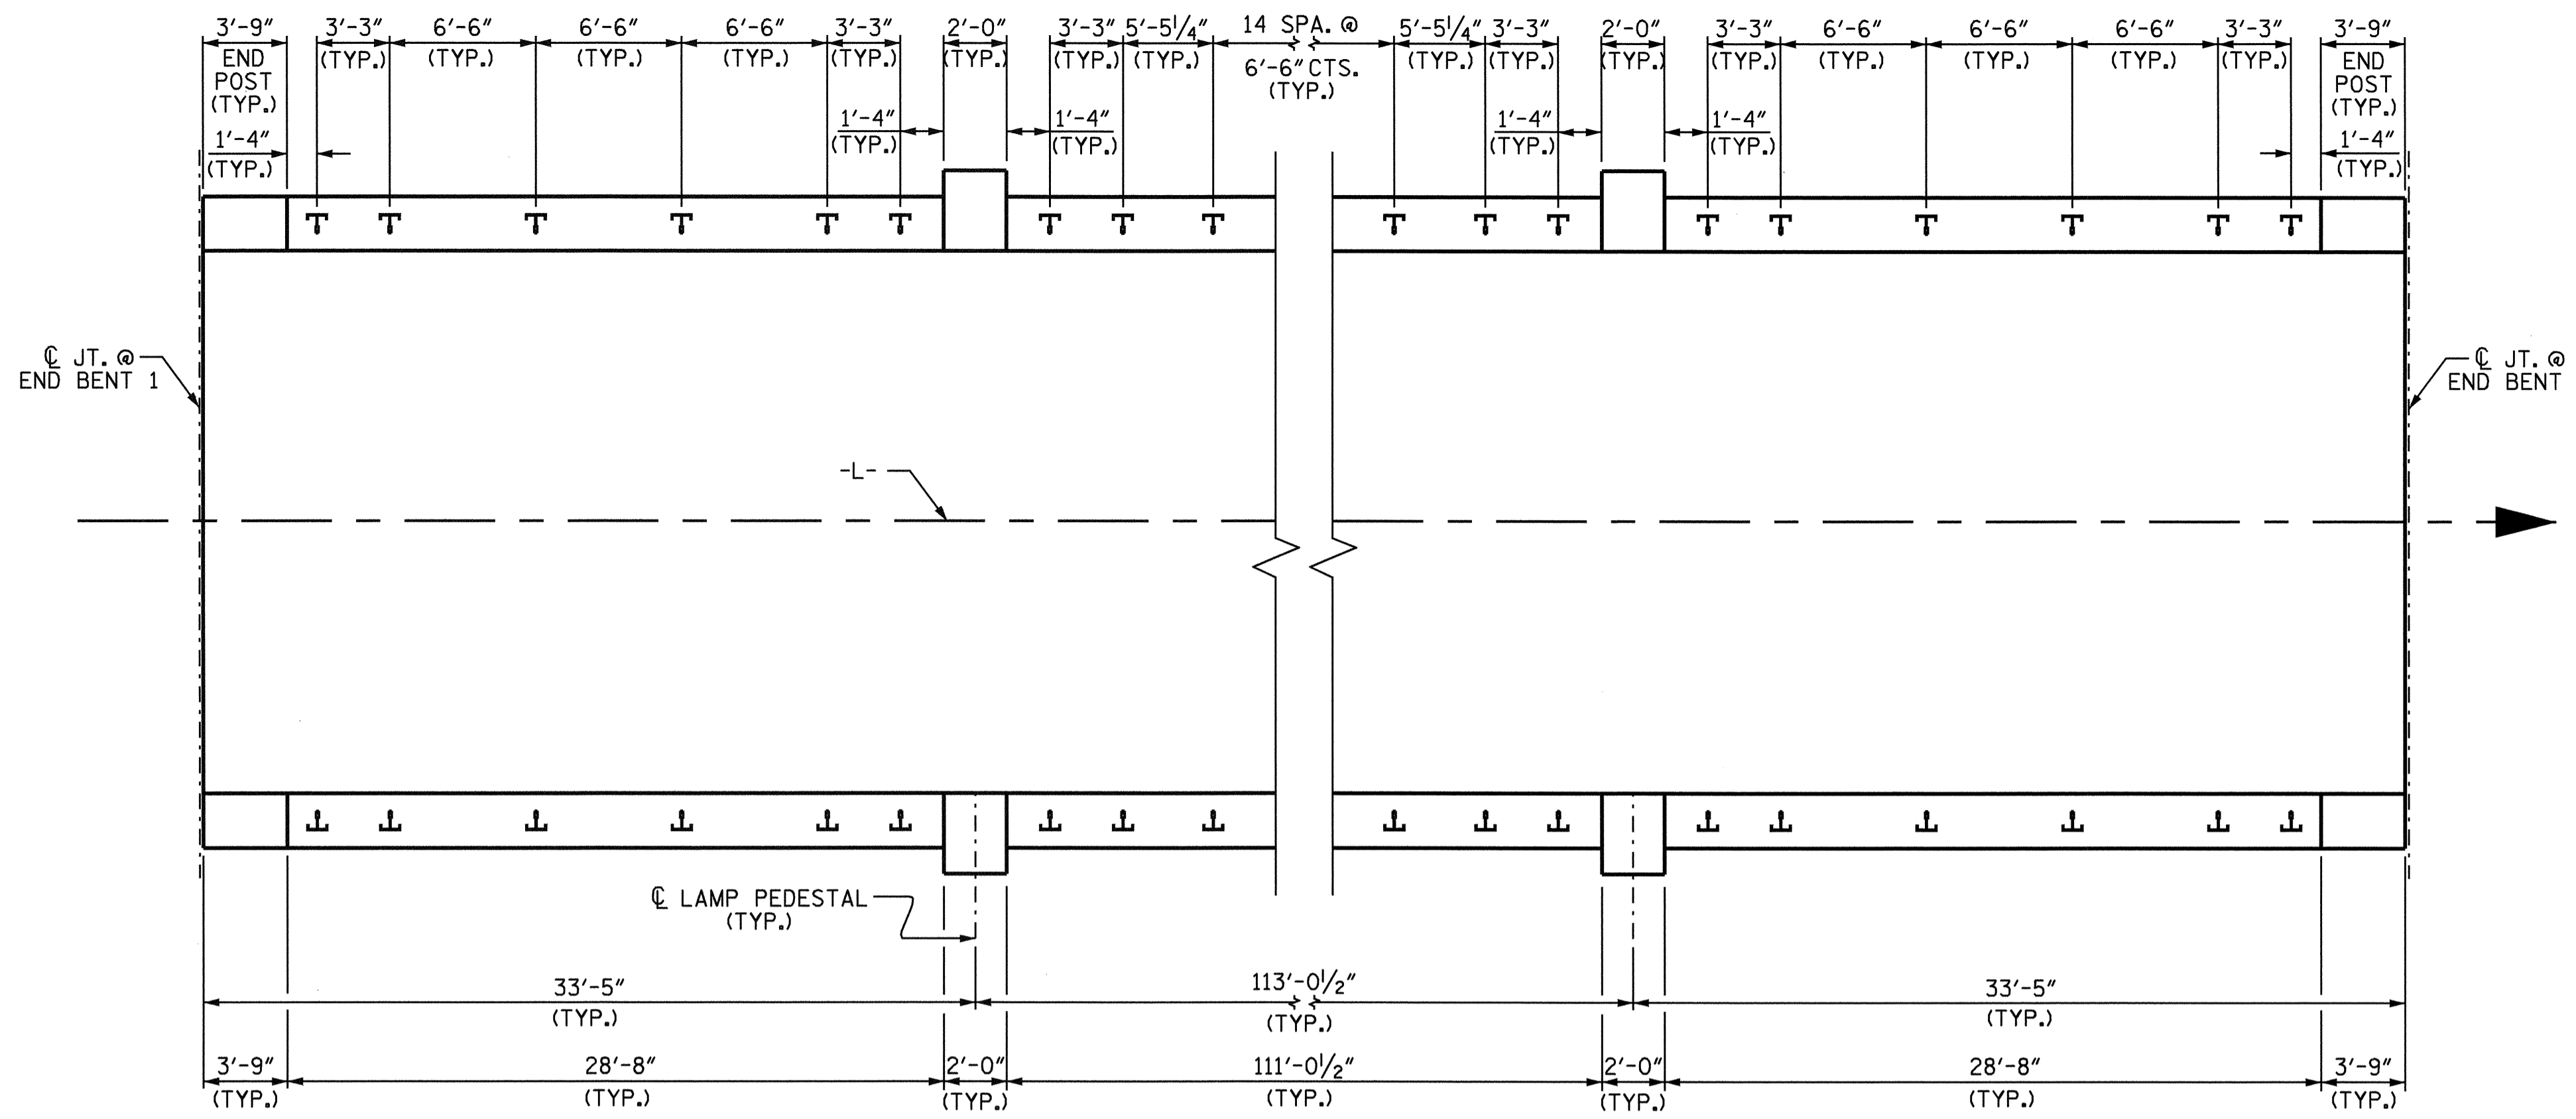 3'-9" 3'-3" 6'-6" 6'-6" 6'-6" 3'-3" 2'-0" 3'-3" 5'-5 1/4" 14 SPA. @ 5'-5 1/4" 3'-3" 2'-0" 3'-3" 6'-6" 6'-6" 6'-6" 3'-3" 3'-9"
END (TYP.) (TYP.) (TYP.) (TYP.) (TYP.) (TYP.) (TYP.) (TYP.) 6'-6" CTS. (TYP.) (TYP.) (TYP.) (TYP.) (TYP.) (TYP.) (TYP.) (TYP.) END
POST (TYP.) POST
(TYP.) (TYP.)
1'-4" 1'-4" 1'-4" 1'-4"
(TYP.) (TYP.) (TYP.) (TYP.)
1'-4" 1'-4"
(TYP.) (TYP.)
℄ JT. @
END BENT 1
℄ JT. @
END BENT
-L-
℄ LAMP PEDESTAL
(TYP.)
33'-5" 113'-0 1/2" 33'-5"
(TYP.) (TYP.) (TYP.)
3'-9" 28'-8" 2'-0" 111'-0 1/2" 2'-0" 28'-8" 3'-9"
(TYP.) (TYP.) (TYP.) (TYP.) (TYP.) (TYP.) (TYP.)